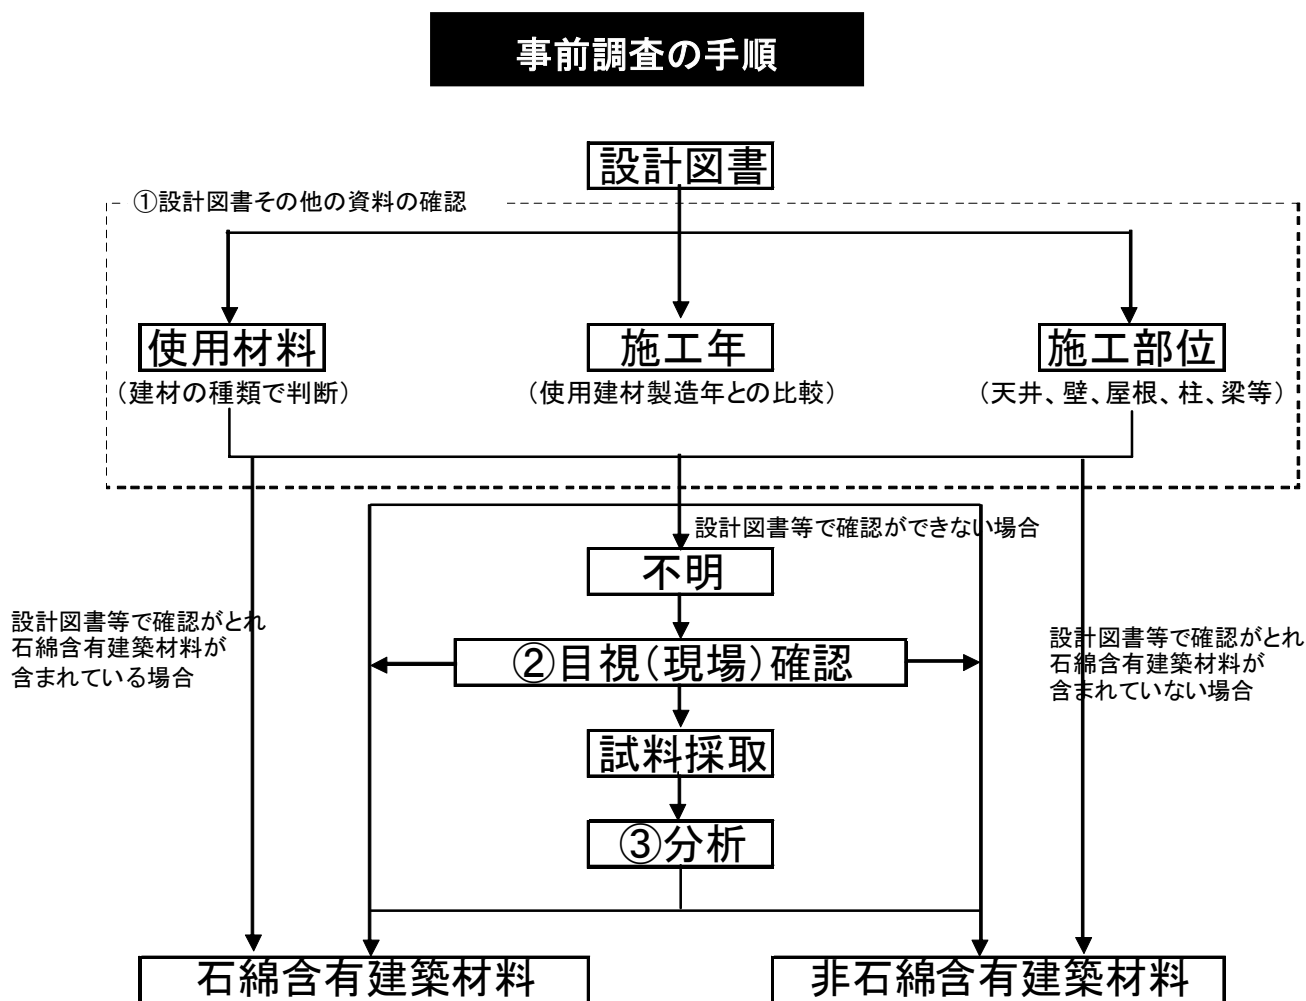 事前調査の手順
設計図書
①設計図書その他の資料の確認
使用材料
施工年
施工部位
（建材の種類で判断）
（使用建材製造年との比較）
（天井、壁、屋根、柱、梁等）
設計図書等で確認ができない場合
不明
設計図書等で確認がとれ
石綿含有建築材料が
含まれている場合
設計図書等で確認がとれ
石綿含有建築材料が
含まれていない場合
②目視（現場）確認
試料採取
③分析
石綿含有建築材料
非石綿含有建築材料